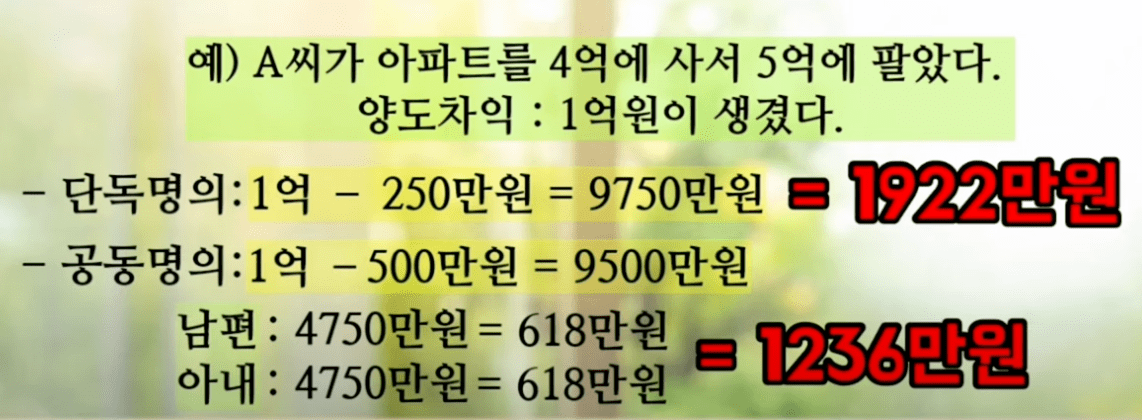 예) A씨가 아파트를 4억에 사서 5억에 팔았다.
양도차익 : 1억원이 생겼다.
- 단독명의:1억 - 250만원 = 9750만원 = 1922만원
- 공동명의:1억 -500만원 = 9500만원
남편 : 4750만원 = 618만원
= 1236만원
아내 : 4750만원 = 618만원